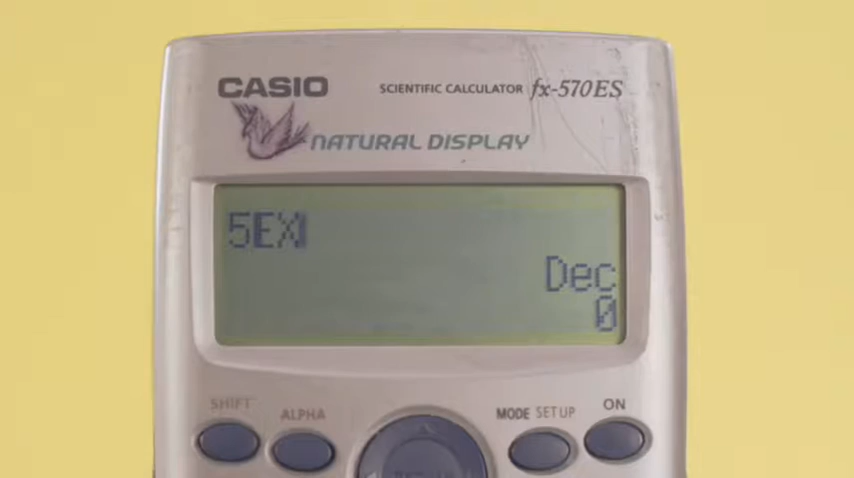 CASIO SCIENTIFIC CALCULATOR fx-570ES
NATURAL DISPLAY
5EX
Dec
0
SHIFT ALPHA MODE SETUP ON